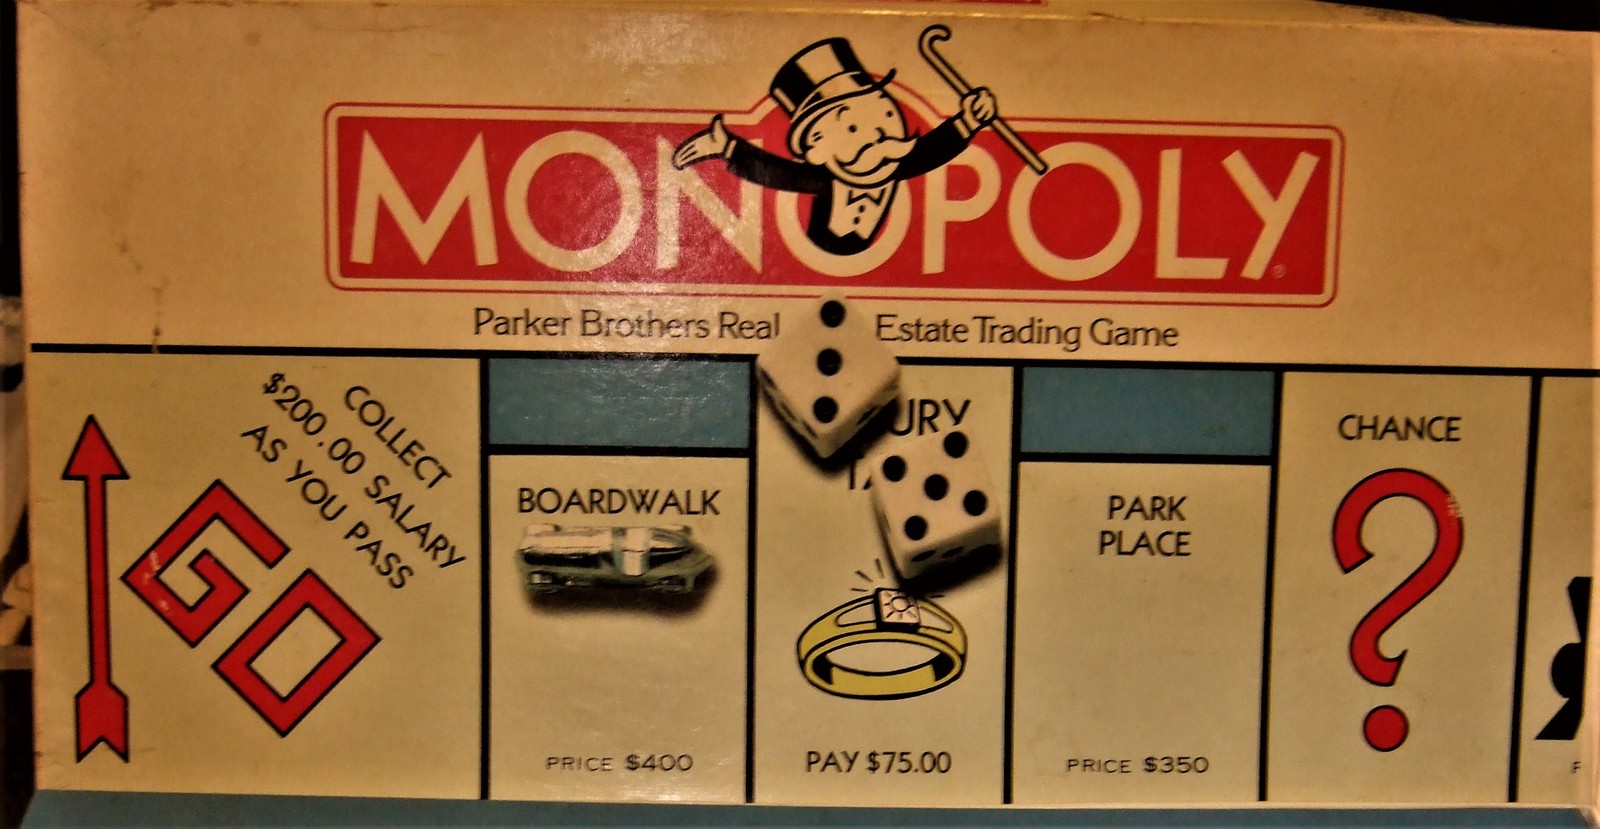 MONOPOLY®
Parker Brothers Real Estate Trading Game
COLLECT
$200.00 SALARY
AS YOU PASS
GO
BOARDWALK
PRICE $400
PAY $75.00
PARK
PLACE
PRICE $350
CHANCE